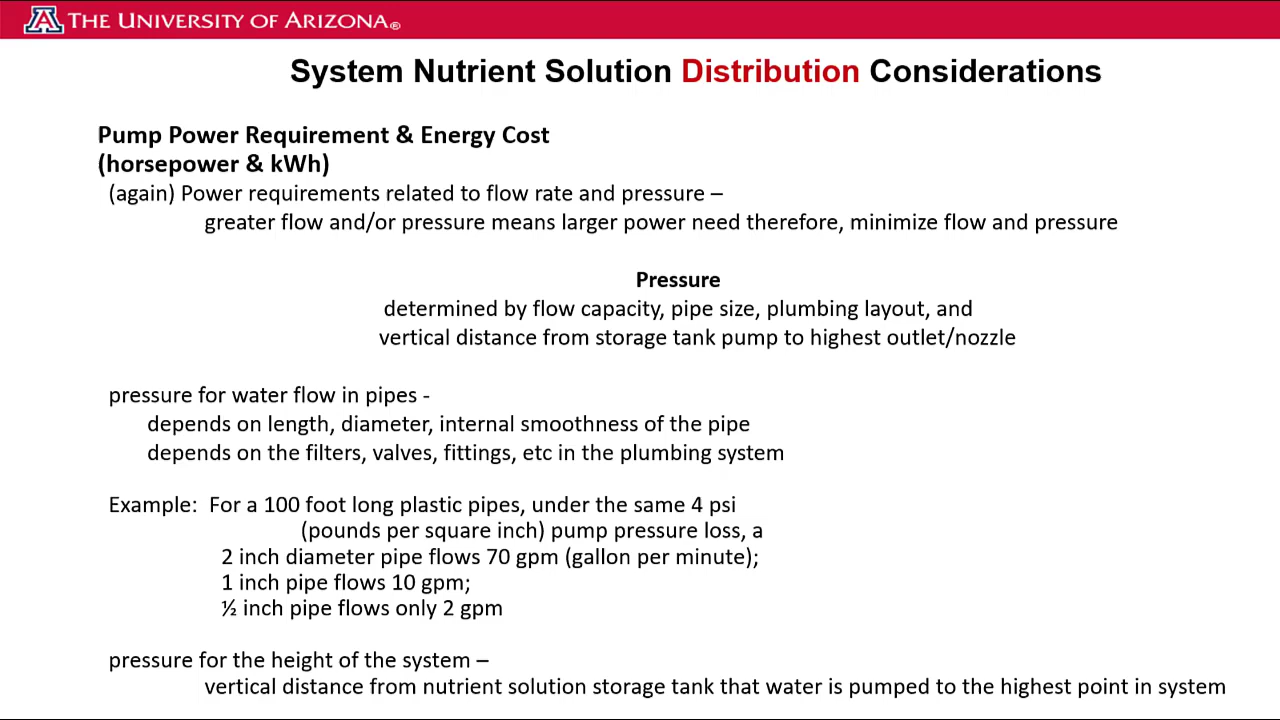 THE UNIVERSITY OF ARIZONA®
System Nutrient Solution Distribution Considerations
Pump Power Requirement & Energy Cost
(horsepower & kWh)
(again) Power requirements related to flow rate and pressure –
greater flow and/or pressure means larger power need therefore, minimize flow and pressure
Pressure
determined by flow capacity, pipe size, plumbing layout, and
vertical distance from storage tank pump to highest outlet/nozzle
pressure for water flow in pipes -
depends on length, diameter, internal smoothness of the pipe
depends on the filters, valves, fittings, etc in the plumbing system
Example: For a 100 foot long plastic pipes, under the same 4 psi
(pounds per square inch) pump pressure loss, a
2 inch diameter pipe flows 70 gpm (gallon per minute);
1 inch pipe flows 10 gpm;
½ inch pipe flows only 2 gpm
pressure for the height of the system –
vertical distance from nutrient solution storage tank that water is pumped to the highest point in system